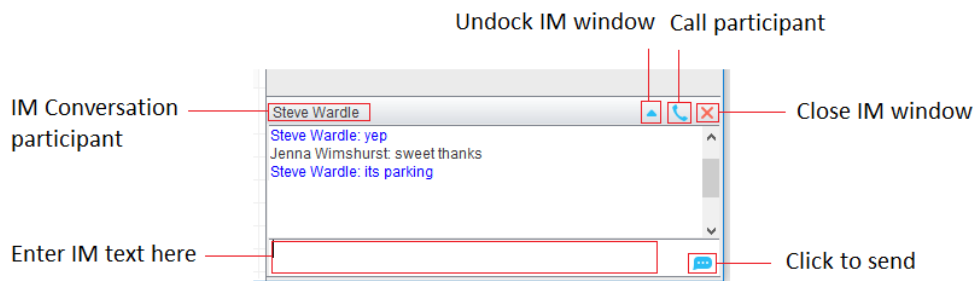 Undock IM window
Call participant
IM Conversation
participant
Steve Wardle
Close IM window
Steve Wardle: yep
Jenna Wimshurst: sweet thanks
Steve Wardle: its parking
Enter IM text here
Click to send